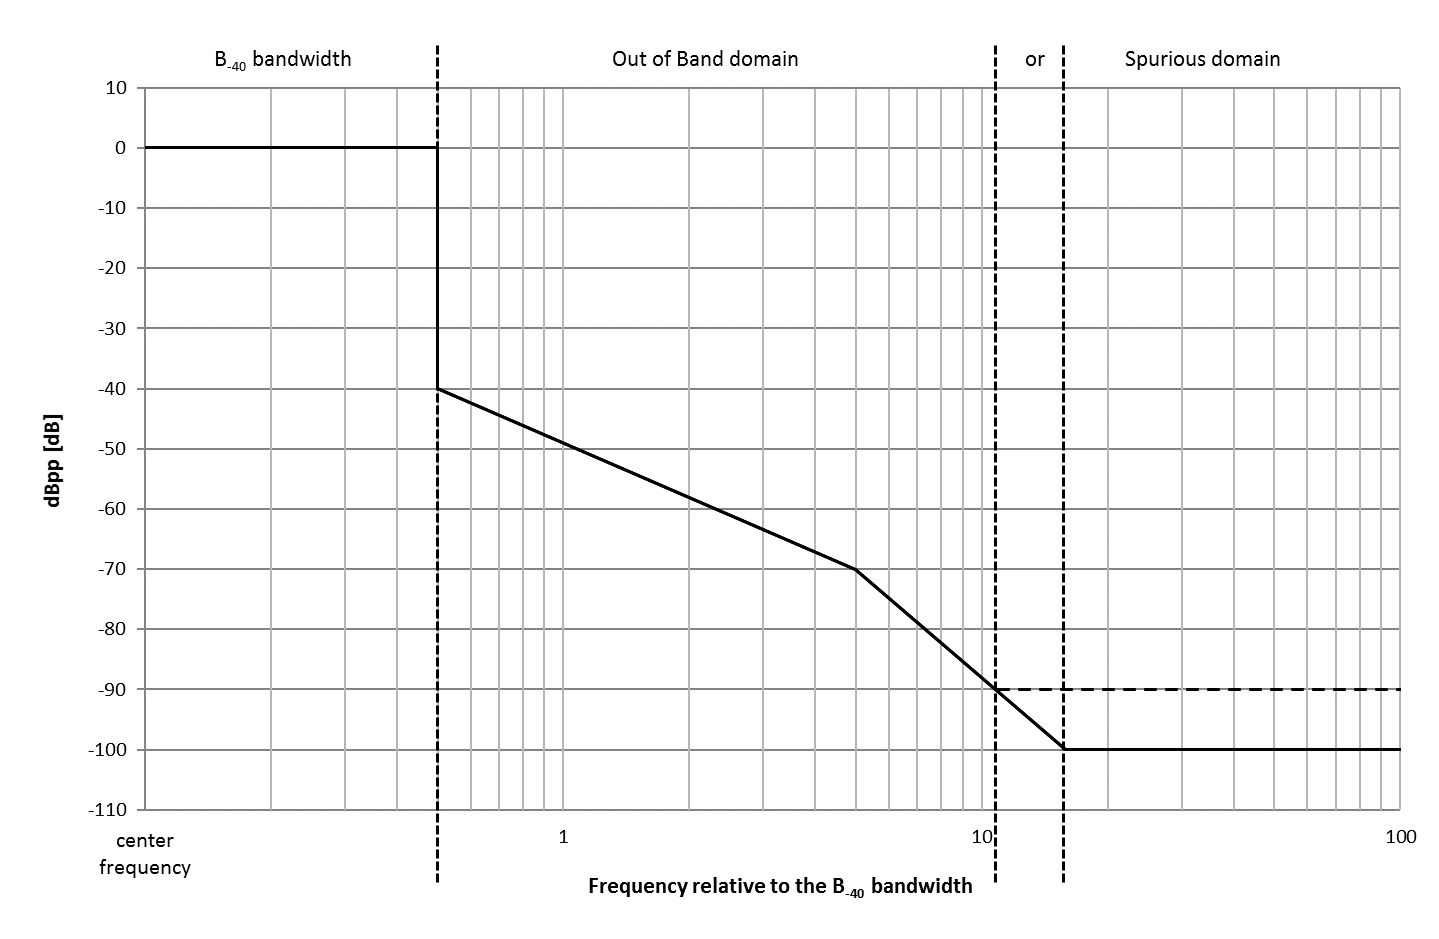 B-40 bandwidth
Out of Band domain
or
Spurious domain
10
0
-10
-20
-30
-40
-50
-60
-70
-80
-90
-100
-110
dBpp [dB]
center
frequency
1
10
100
Frequency relative to the B-40 bandwidth